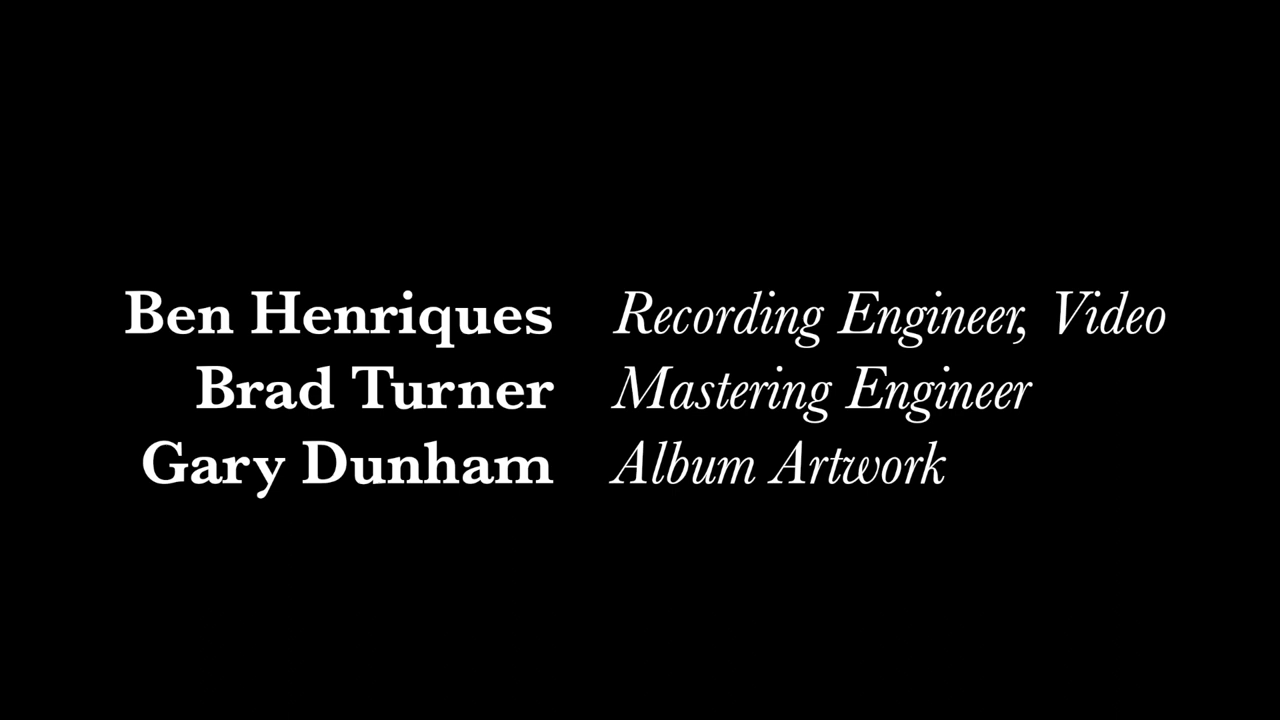 Ben Henriques Recording Engineer, Video
Brad Turner Mastering Engineer
Gary Dunham Album Artwork